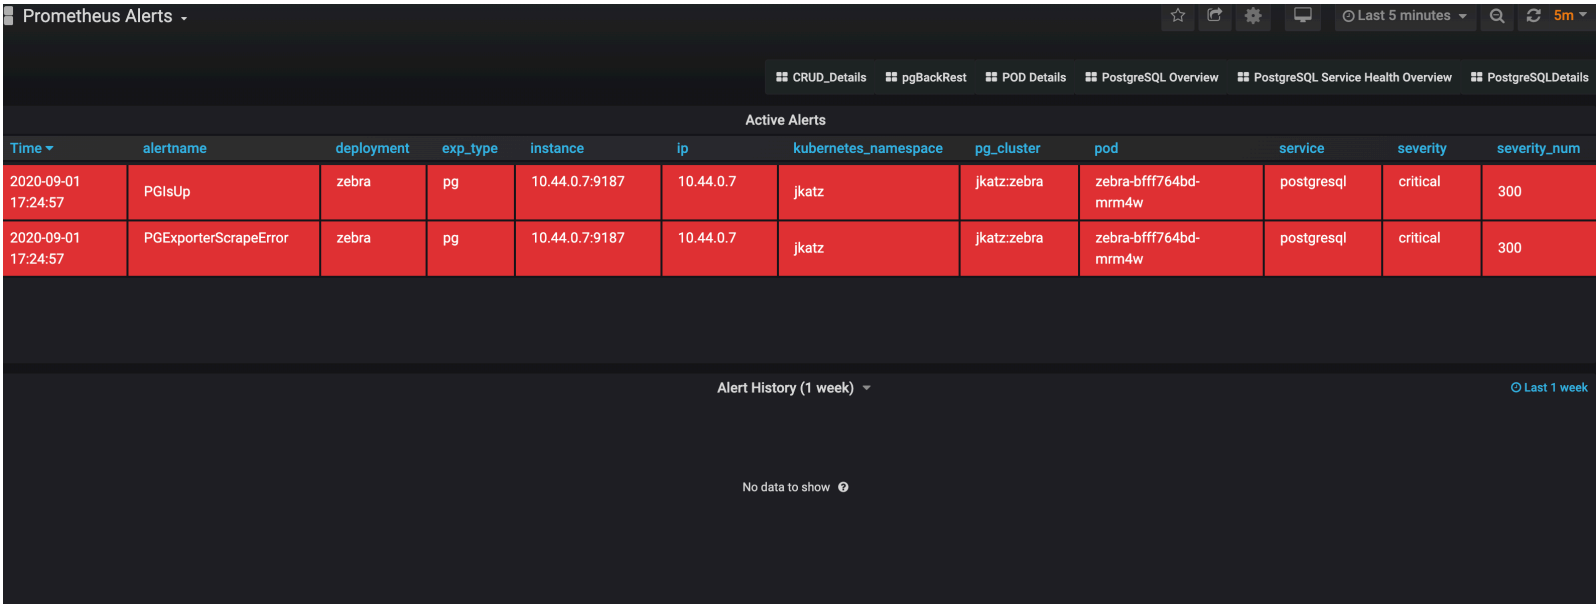 Prometheus Alerts
Last 5 minutes 5m
CRUD_Details pgBackRest POD Details PostgreSQL Overview PostgreSQL Service Health Overview PostgreSQLDetails
Active Alerts
Time alertname deployment exp_type instance ip kubernetes_namespace pg_cluster pod service severity severity_num
2020-09-01 17:24:57 PGIsUp zebra pg 10.44.0.7:9187 10.44.0.7 jkatz jkatz:zebra zebra-bfff764bd-mrm4w postgresql critical 300
2020-09-01 17:24:57 PGExporterScrapeError zebra pg 10.44.0.7:9187 10.44.0.7 jkatz jkatz:zebra zebra-bfff764bd-mrm4w postgresql critical 300
Alert History (1 week) Last 1 week
No data to show